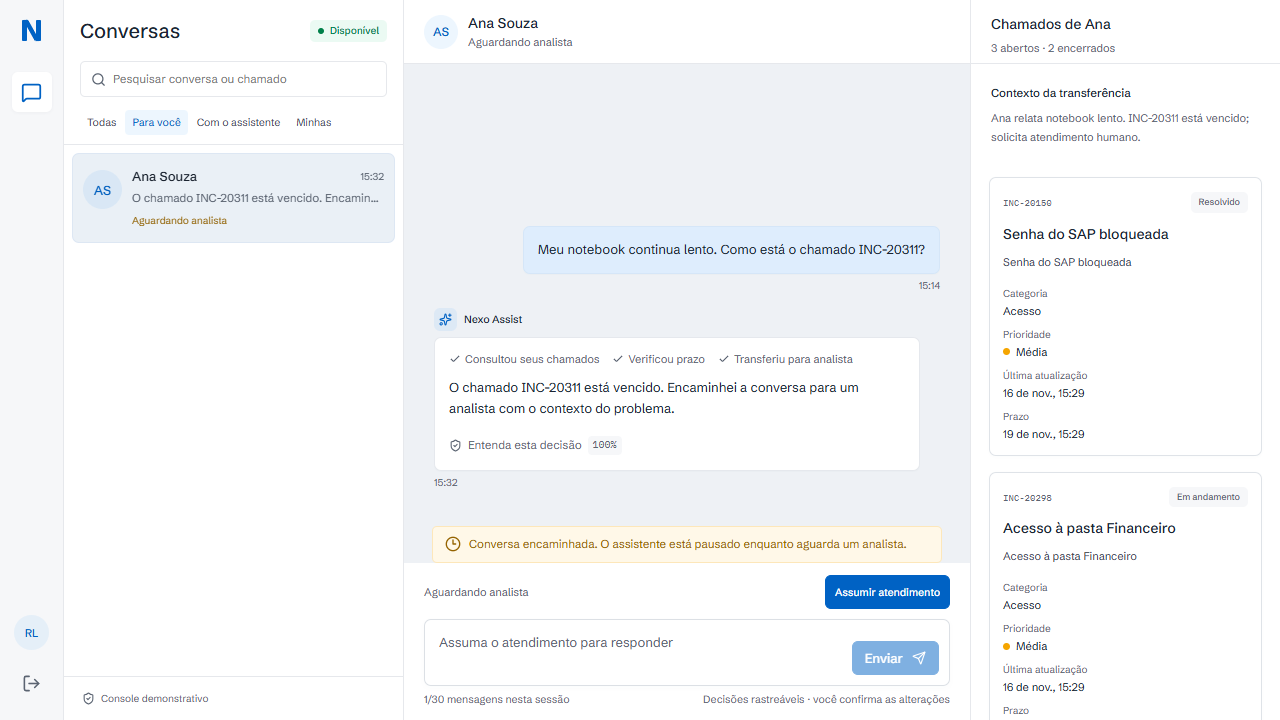 N
Conversas
Disponível
Pesquisar conversa ou chamado
Todas
Para você
Com o assistente
Minhas
AS
Ana Souza
15:32
O chamado INC-20311 está vencido. Encamin...
Aguardando analista
RL
Console demonstrativo
AS
Ana Souza
Aguardando analista
Meu notebook continua lento. Como está o chamado INC-20311?
15:14
Nexo Assist
Consultou seus chamados
Verificou prazo
Transferiu para analista
O chamado INC-20311 está vencido. Encaminhei a conversa para um
analista com o contexto do problema.
Entenda esta decisão
100%
15:32
Conversa encaminhada. O assistente está pausado enquanto aguarda um analista.
Aguardando analista
Assumir atendimento
Assuma o atendimento para responder
Enviar
1/30 mensagens nesta sessão
Decisões rastreáveis · você confirma as alterações
Chamados de Ana
3 abertos · 2 encerrados
Contexto da transferência
Ana relata notebook lento. INC-20311 está vencido;
solicita atendimento humano.
INC-20150
Resolvido
Senha do SAP bloqueada
Senha do SAP bloqueada
Categoria
Acesso
Prioridade
Média
Última atualização
16 de nov., 15:29
Prazo
19 de nov., 15:29
INC-20298
Em andamento
Acesso à pasta Financeiro
Acesso à pasta Financeiro
Categoria
Acesso
Prioridade
Média
Última atualização
16 de nov., 15:29
Prazo